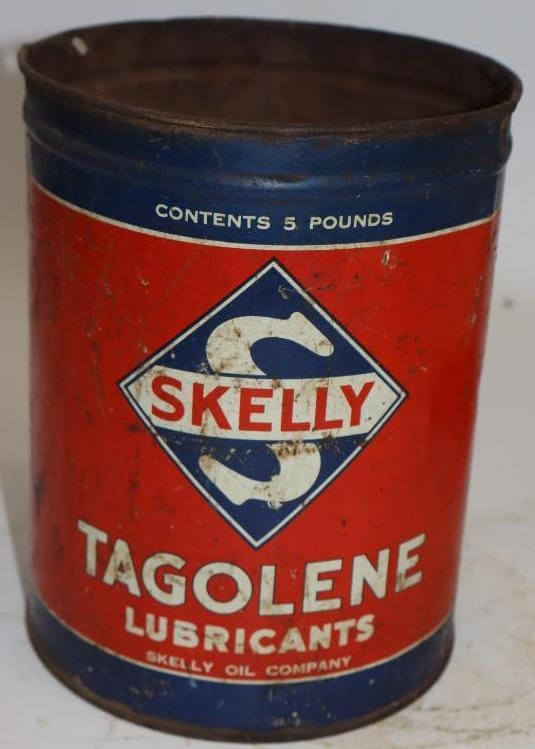 CONTENTS 5 POUNDS
S
SKELLY
TAGOLENE
LUBRICANTS
SKELLY OIL COMPANY